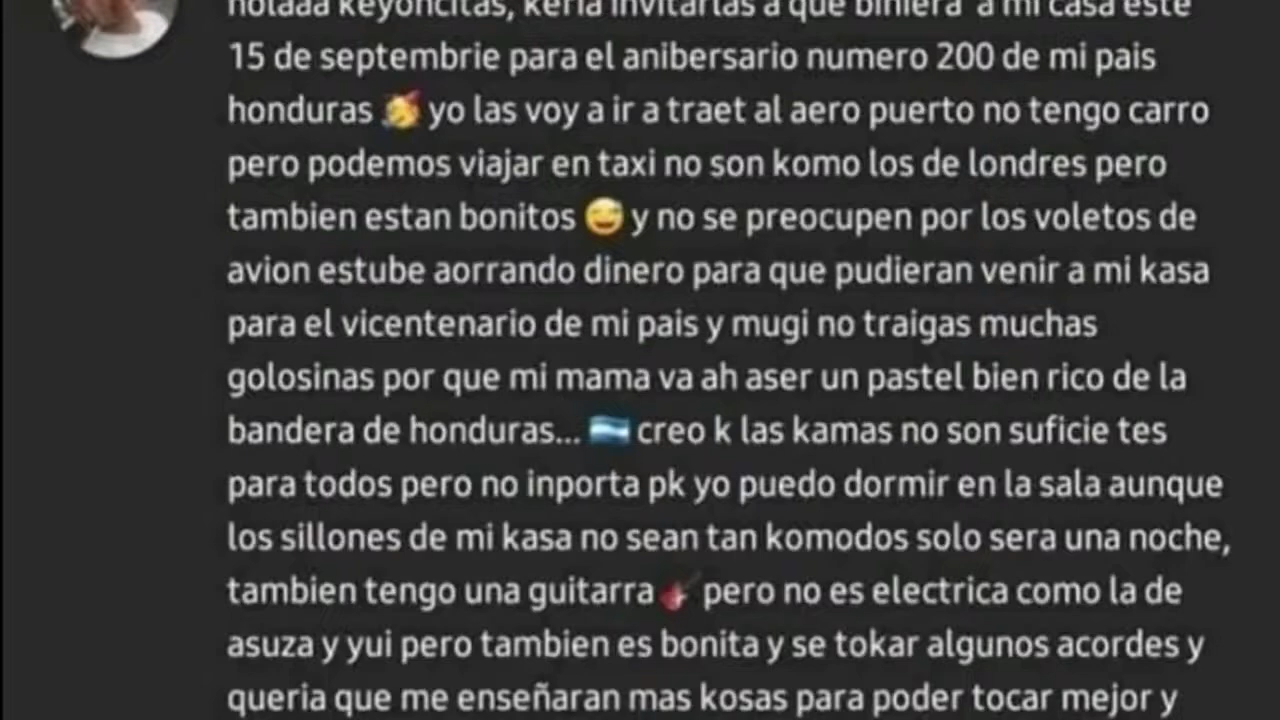 holaaa keyoncitas, keria invitarlas a que biniera a mi casa este
15 de septembrie para el anibersario numero 200 de mi pais
honduras 🥳 yo las voy a ir a traet al aero puerto no tengo carro
pero podemos viajar en taxi no son komo los de londres pero
tambien estan bonitos 😅 y no se preocupen por los voletos de
avion estube aorrando dinero para que pudieran venir a mi kasa
para el vicentenario de mi pais y mugi no traigas muchas
golosinas por que mi mama va ah aser un pastel bien rico de la
bandera de honduras... 🇭🇳 creo k las kamas no son suficie tes
para todos pero no inporta pk yo puedo dormir en la sala aunque
los sillones de mi kasa no sean tan komodos solo sera una noche,
tambien tengo una guitarra 🎸 pero no es electrica como la de
asuza y yui pero tambien es bonita y se tokar algunos acordes y
queria que me enseñaran mas kosas para poder tocar mejor y